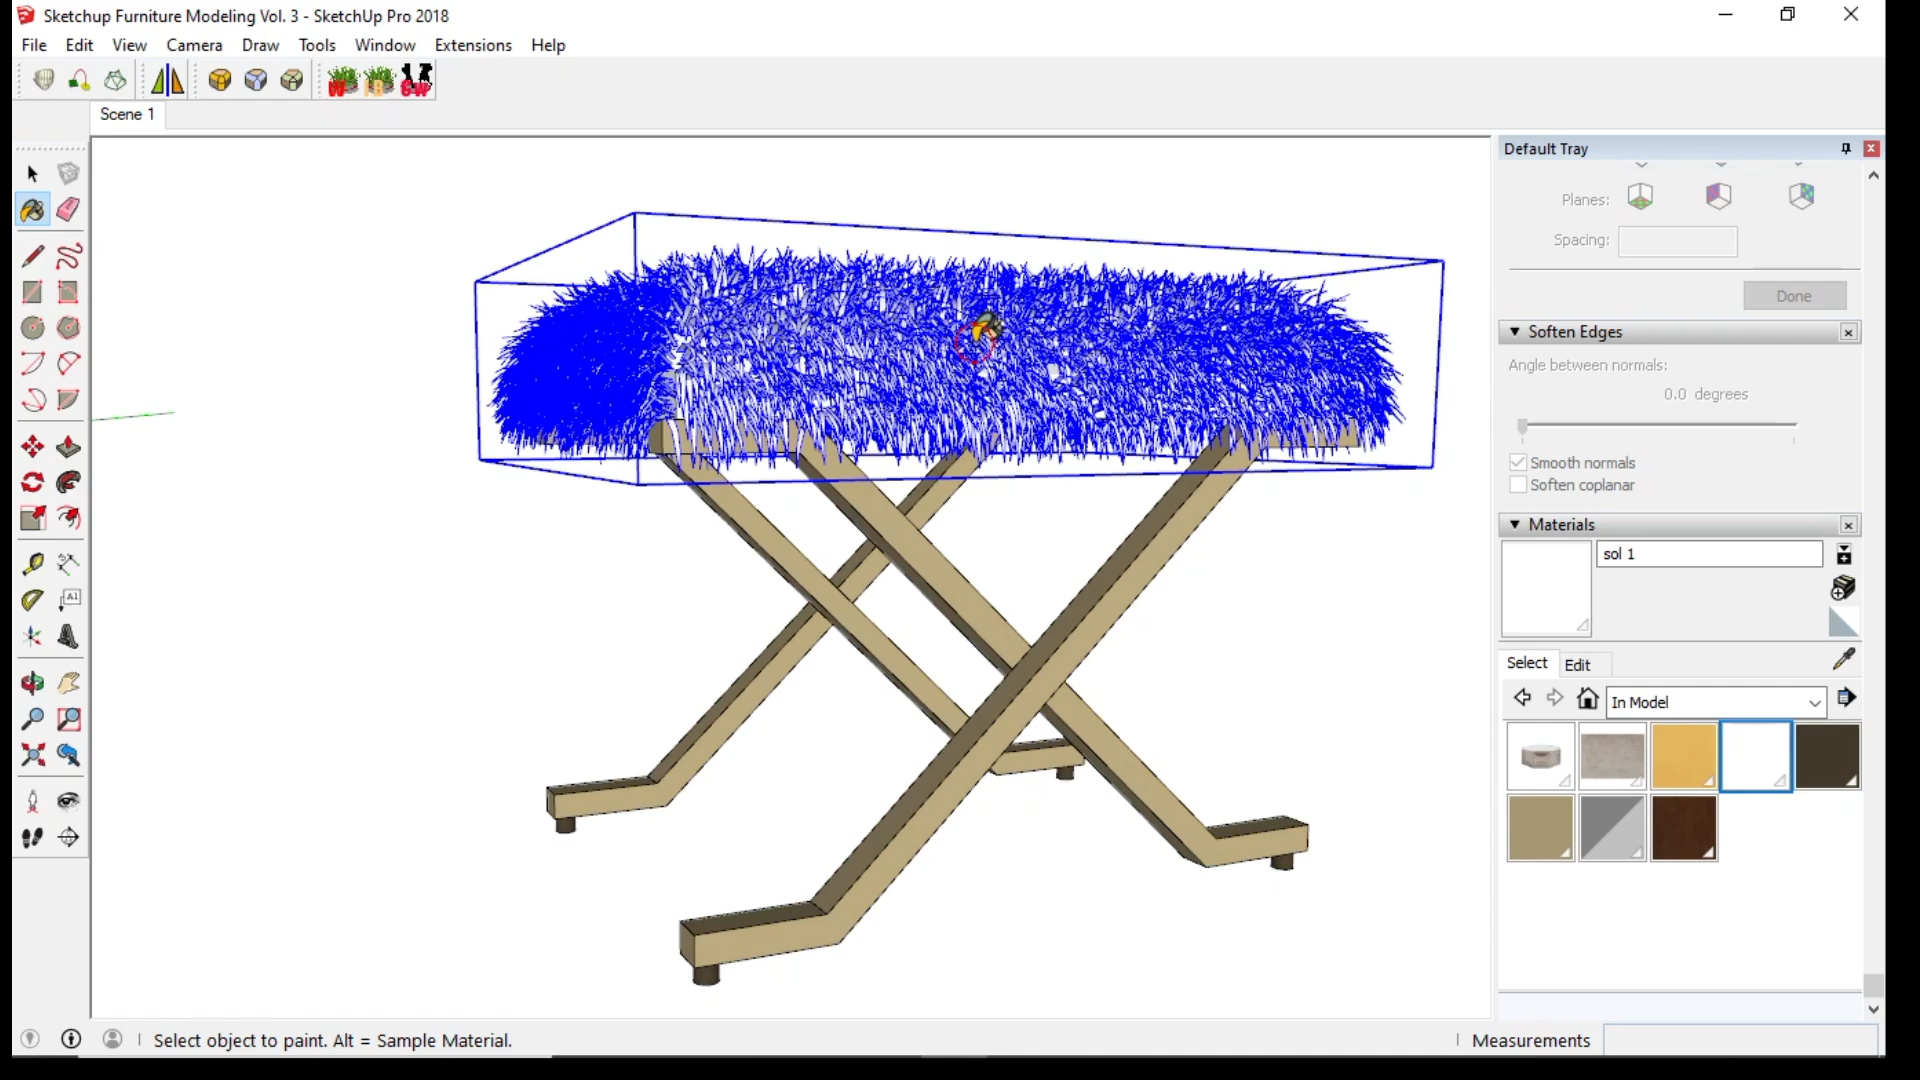 Sketchup Furniture Modeling Vol. 3 - SketchUp Pro 2018
File Edit View Camera Draw Tools Window Extensions Help
Scene 1
Default Tray
Planes:
Spacing:
Done
Soften Edges
Angle between normals:
0.0 degrees
Smooth normals
Soften coplanar
Materials
sol 1
Select Edit
In Model
Select object to paint. Alt = Sample Material.
Measurements